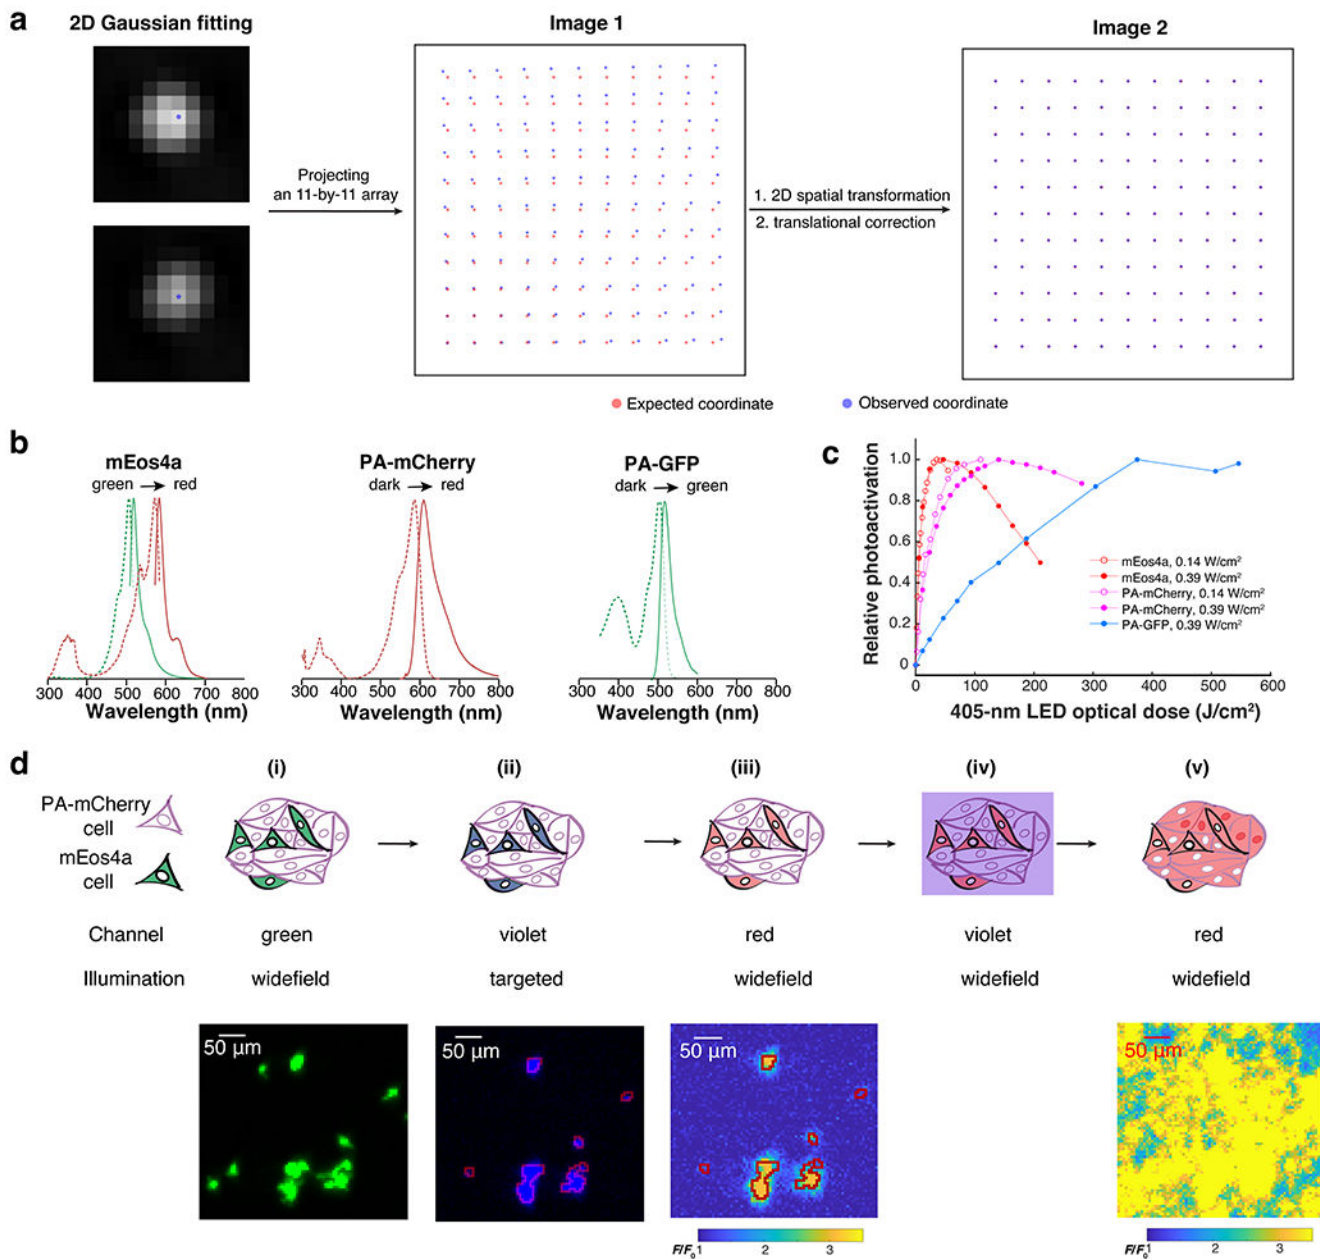 a
2D Gaussian fitting
Image 1
Image 2
Projecting
an 11-by-11 array
1. 2D spatial transformation
2. translational correction
Expected coordinate
Observed coordinate
b
mEos4a
green → red
300 400 500 600 700 800
Wavelength (nm)
PA-mCherry
dark → red
300 400 500 600 700 800
Wavelength (nm)
PA-GFP
dark → green
300 400 500 600 700 800
Wavelength (nm)
c
Relative photoactivation
1.0
0.8
0.6
0.4
0.2
0
mEos4a, 0.14 W/cm²
mEos4a, 0.39 W/cm²
PA-mCherry, 0.14 W/cm²
PA-mCherry, 0.39 W/cm²
PA-GFP, 0.39 W/cm²
0 100 200 300 400 500 600
405-nm LED optical dose (J/cm²)
d
(i) (ii) (iii) (iv) (v)
PA-mCherry
cell
mEos4a
cell
Channel green violet red violet red
Illumination widefield targeted widefield widefield widefield
50 µm
50 µm
50 µm
50 µm
F/F₀ 1 2 3
F/F₀ 1 2 3